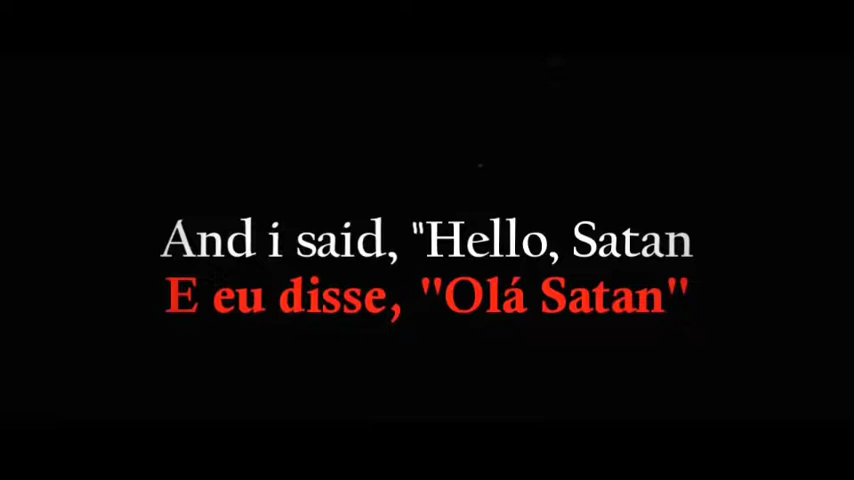 And i said, "Hello, Satan
E eu disse, "Olá Satan"